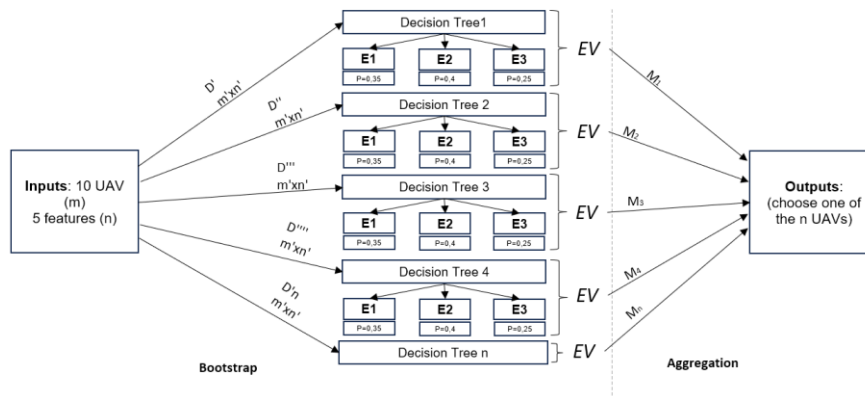 Decision Tree1
E1 E2 E3
P=0,35 P=0,4 P=0,25
EV
D'
m'xn'
M₁
D''
m'xn'
Decision Tree 2
E1 E2 E3
P=0,35 P=0,4 P=0,25
EV
M₂
Inputs: 10 UAV
(m)
5 features (n)
D'''
m'xn'
Decision Tree 3
E1 E2 E3
P=0,35 P=0,4 P=0,25
EV
M₃
Outputs:
(choose one of
the n UAVs)
D''''
m'xn'
Decision Tree 4
E1 E2 E3
P=0,35 P=0,4 P=0,25
EV
M₄
D'n
m'xn'
Decision Tree n
EV
Mₙ
Bootstrap
Aggregation